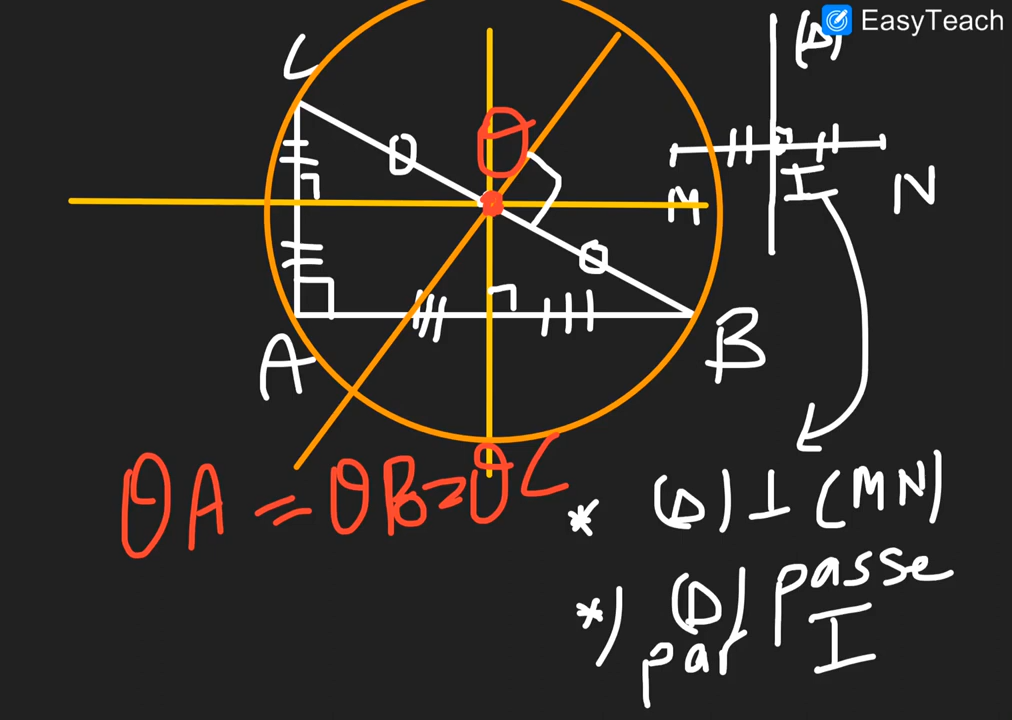 EasyTeach
(D)
C
O
M
I
N
A
B
OA = OB = OC
* (D) ⊥ (MN)
*) (D) passe
par I